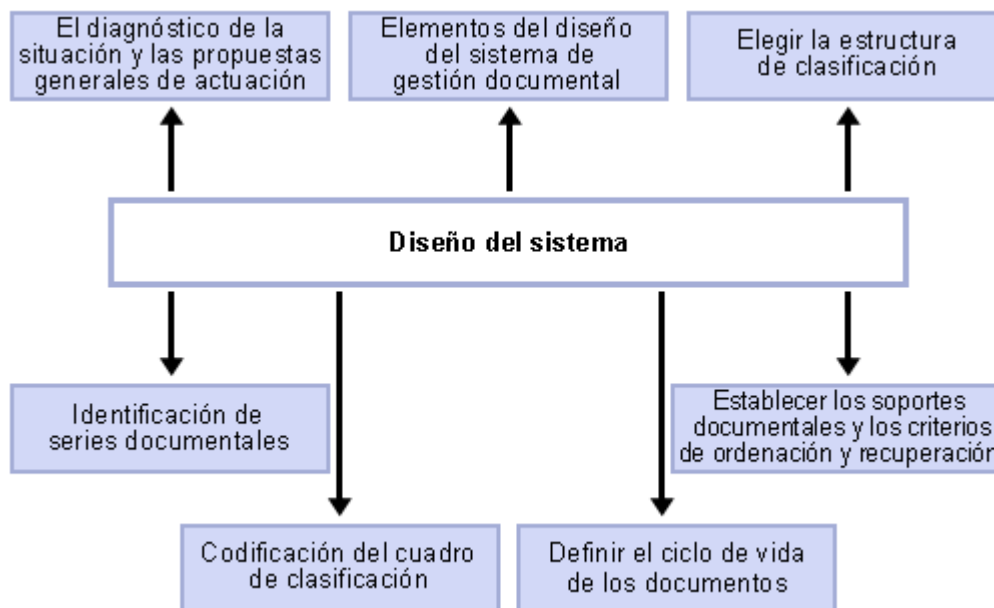 El diagnóstico de la
situación y las propuestas
generales de actuación
Elementos del diseño
del sistema de
gestión documental
Elegir la estructura
de clasificación
Diseño del sistema
Identificación de
series documentales
Establecer los soportes
documentales y los criterios
de ordenación y recuperación
Codificación del cuadro
de clasificación
Definir el ciclo de vida
de los documentos